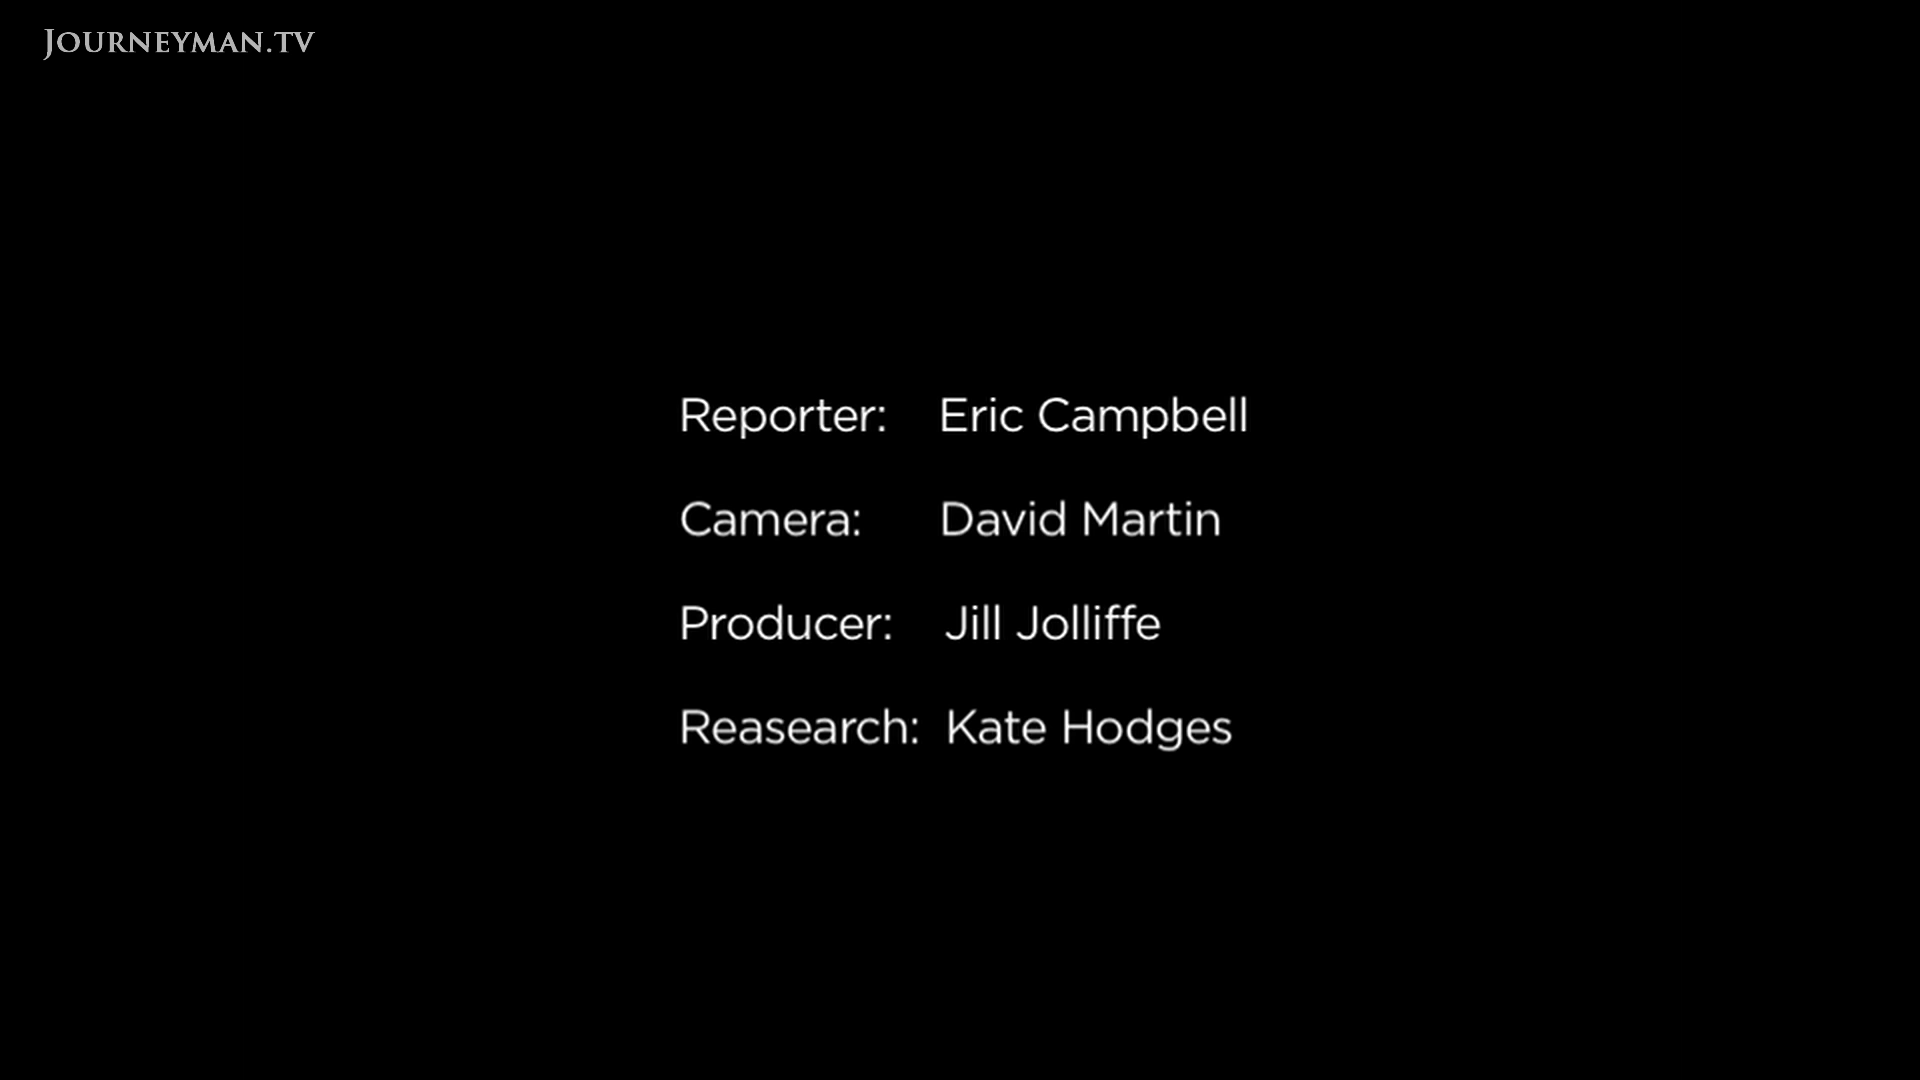 JOURNEYMAN.TV
Reporter: Eric Campbell
Camera: David Martin
Producer: Jill Jolliffe
Reasearch: Kate Hodges